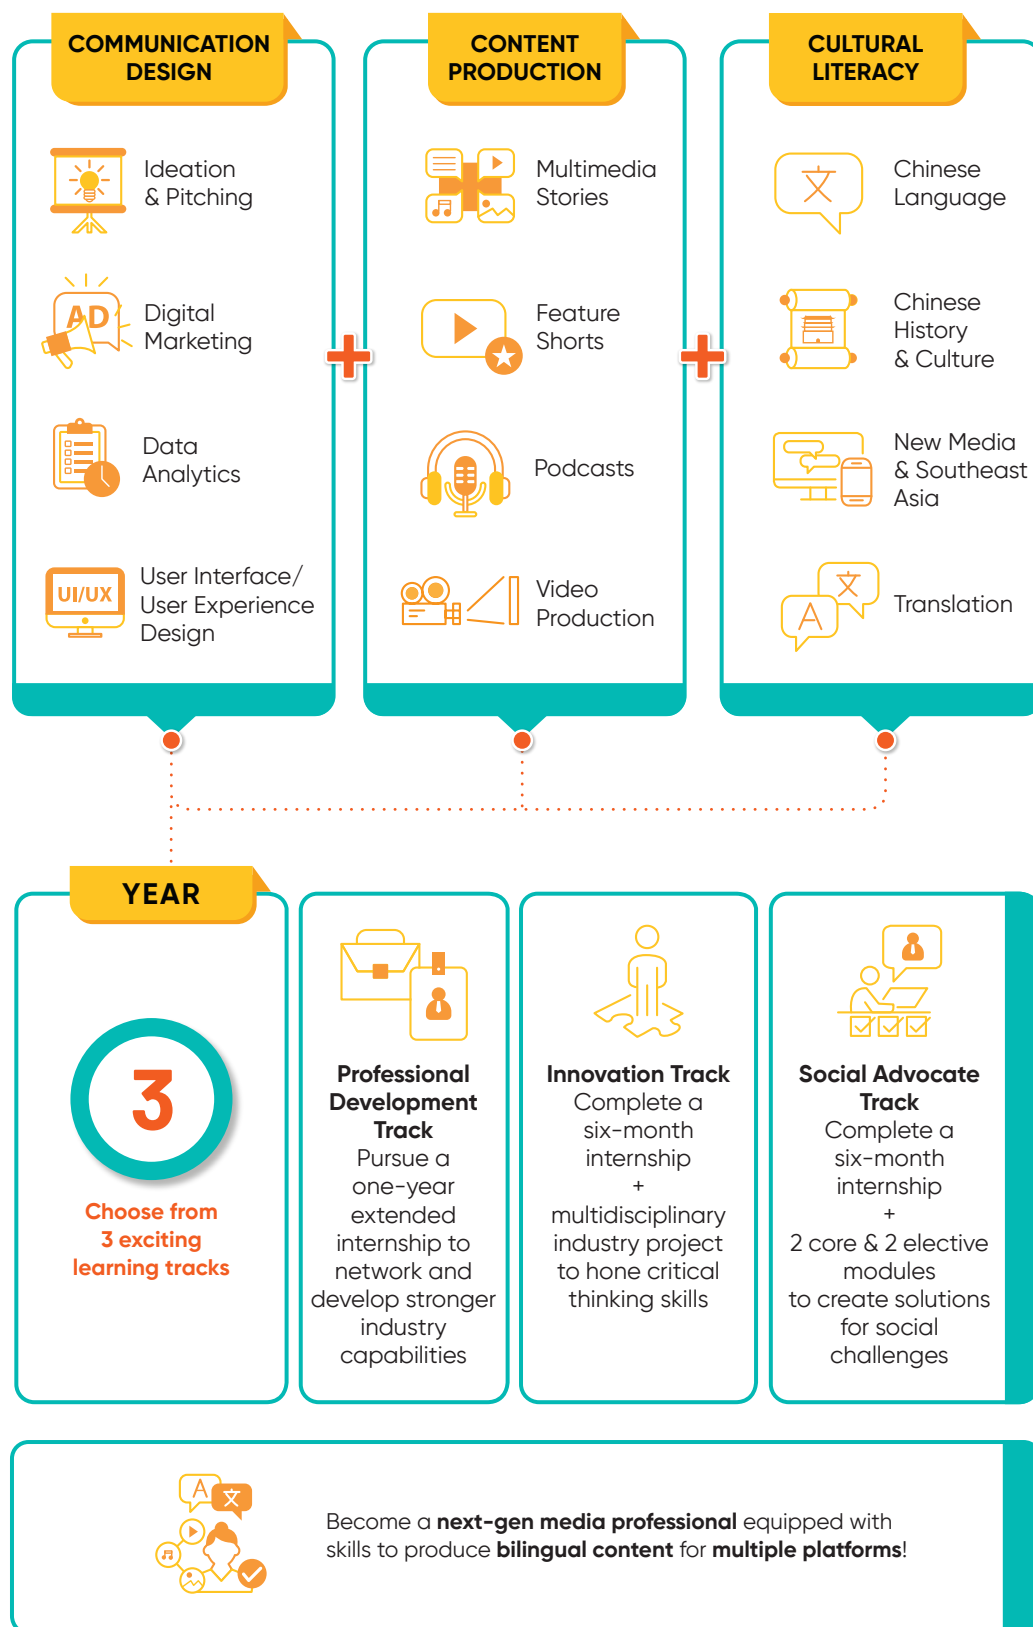 COMMUNICATION
DESIGN
Ideation
& Pitching
AD
Digital
Marketing
Data
Analytics
UI/UX
User Interface/
User Experience
Design
CONTENT
PRODUCTION
Multimedia
Stories
Feature
Shorts
Podcasts
Video
Production
CULTURAL
LITERACY
文
Chinese
Language
Chinese
History
& Culture
New Media
& Southeast
Asia
文
A
Translation
YEAR
3
Choose from
3 exciting
learning tracks
Professional
Development
Track
Pursue a
one-year
extended
internship to
network and
develop stronger
industry
capabilities
Innovation Track
Complete a
six-month
internship
+
multidisciplinary
industry project
to hone critical
thinking skills
Social Advocate
Track
Complete a
six-month
internship
+
2 core & 2 elective
modules
to create solutions
for social
challenges
A
文
Become a next-gen media professional equipped with
skills to produce bilingual content for multiple platforms!